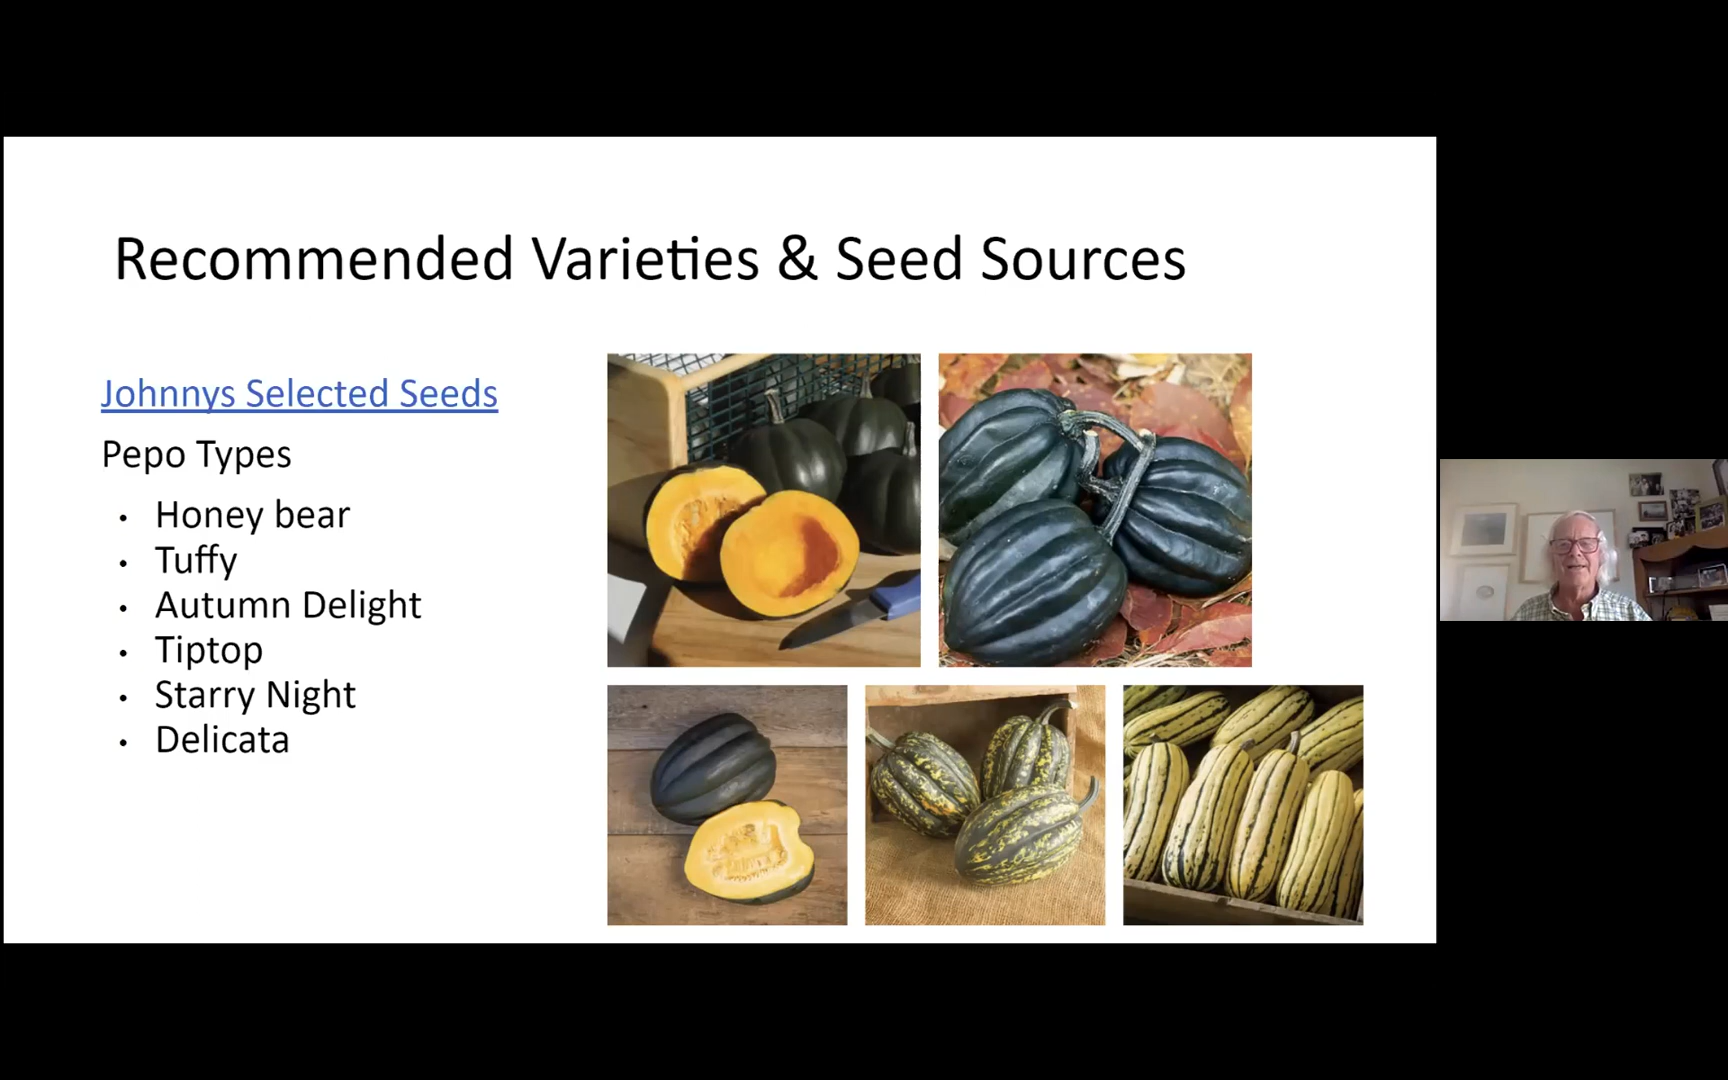 Recommended Varieties & Seed Sources
Johnnys Selected Seeds
Pepo Types
• Honey bear
• Tuffy
• Autumn Delight
• Tiptop
• Starry Night
• Delicata